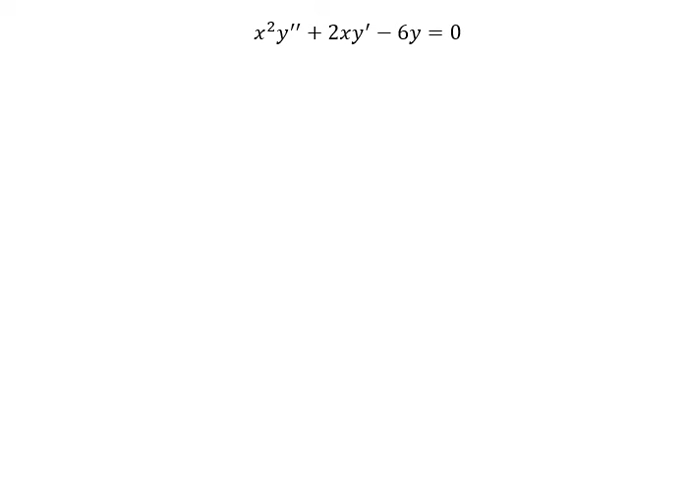 x²y′′ + 2xy′ − 6y = 0